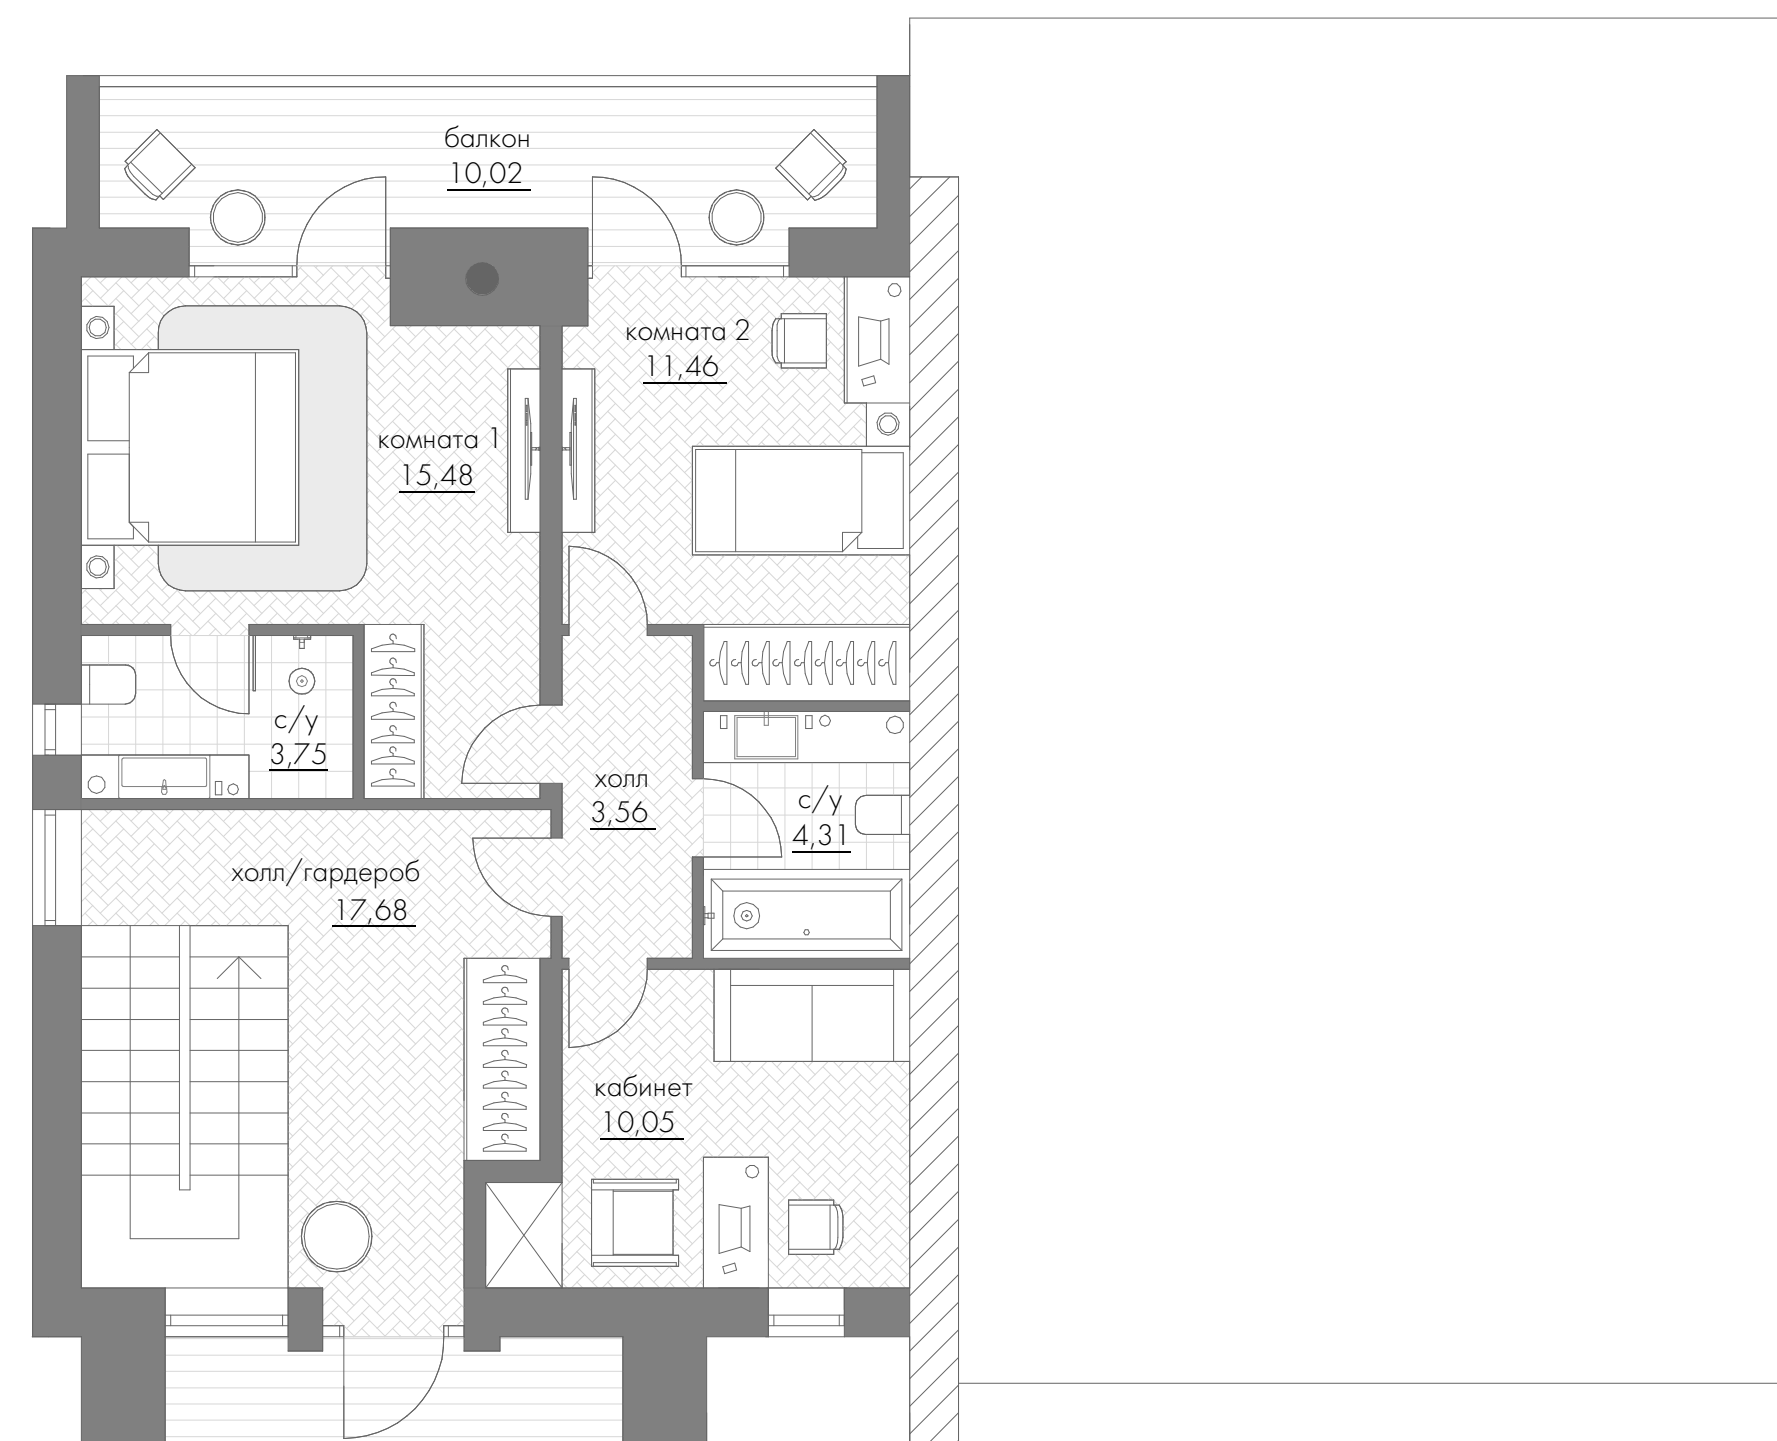 балкон
10,02
комната 2
11,46
комната 1
15,48
с/у
3,75
холл
3,56
с/у
4,31
холл/гардероб
17,68
кабинет
10,05